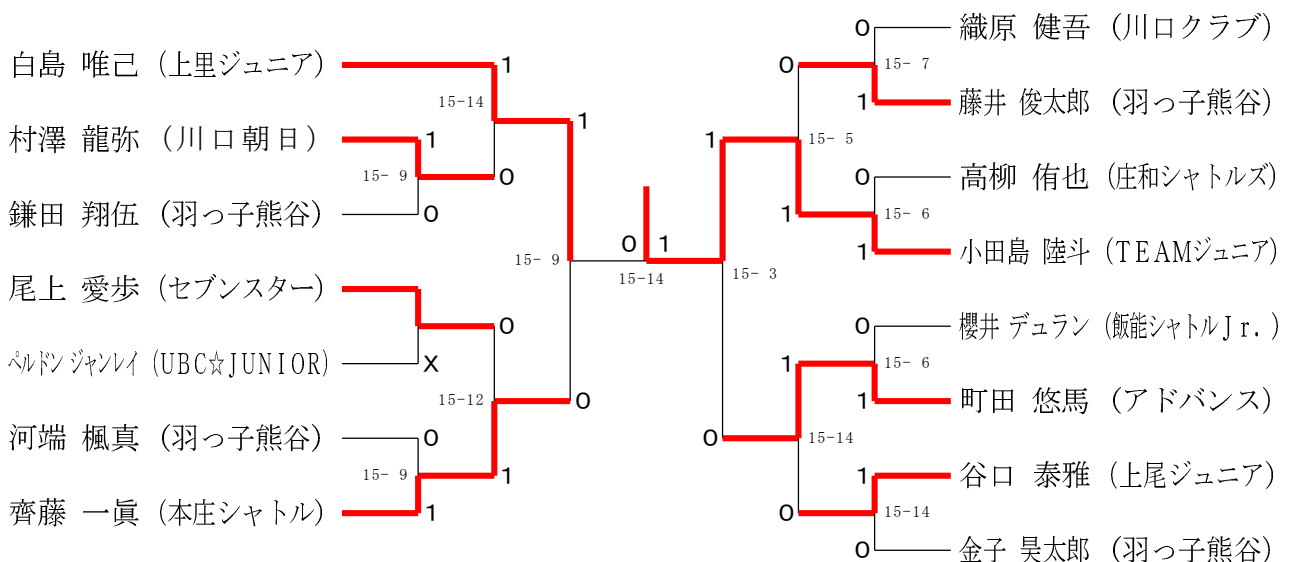 白島 唯己 (上里ジュニア)
1
15-14
1
村澤 龍弥 (川口朝日)
1
15- 9
0
鎌田 翔伍 (羽っ子熊谷)
0
15- 9
尾上 愛歩 (セブンスター)
0
ペルドン ジャンレイ (UBC☆JUNIOR)
X
15-12
0
河端 楓真 (羽っ子熊谷)
0
15- 9
1
齊藤 一眞 (本庄シャトル)
1
0 1
15-14
0
織原 健吾 (川口クラブ)
0
15- 7
1
藤井 俊太郎 (羽っ子熊谷)
1
15- 5
0
高柳 侑也 (庄和シャトルズ)
1
15- 6
1
小田島 陸斗 (TEAMジュニア)
15- 3
0
櫻井 デュラン (飯能シャトルJr.)
1
15- 6
1
町田 悠馬 (アドバンス)
0
15-14
1
谷口 泰雅 (上尾ジュニア)
0
15-14
0
金子 昊太郎 (羽っ子熊谷)